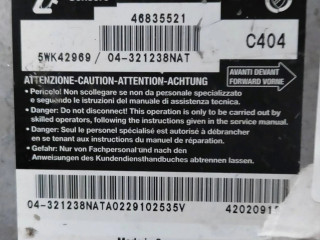 46835521
C404
5WK42969 / 04-321238NAT
ATTENZIONE-CAUTION-ATTENTION-ACHTUNG
AVANTI DEVANT
FORWARD VORNE
• Pericolo! Non scollegare se non da personale specializzato
e seguendo le istruzioni del manuale di assistenza tecnica.
• Danger: Do not disconnect! This operation is only to be carried out by
skilled operators, following the instructions given in the service manual.
• Danger: Seul le personel spécialisé est autorisé à débrancher
en se tenant aux instructions du manuel de réparation.
• Gefahr: Nur von Fachpersonal tand nach den
Anweisungen des Kundendiensthandbuches abtrennen lassen.
04-321238NATA0229102535V
Made in